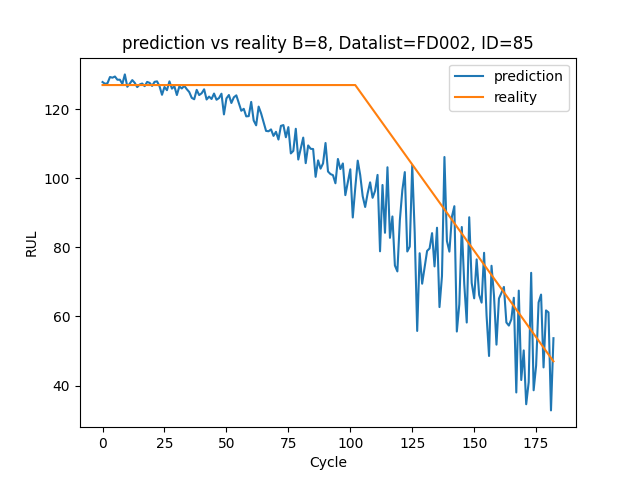 prediction vs reality B=8, Datalist=FD002, ID=85
prediction
reality
120
100
80
60
40
RUL
0 25 50 75 100 125 150 175
Cycle